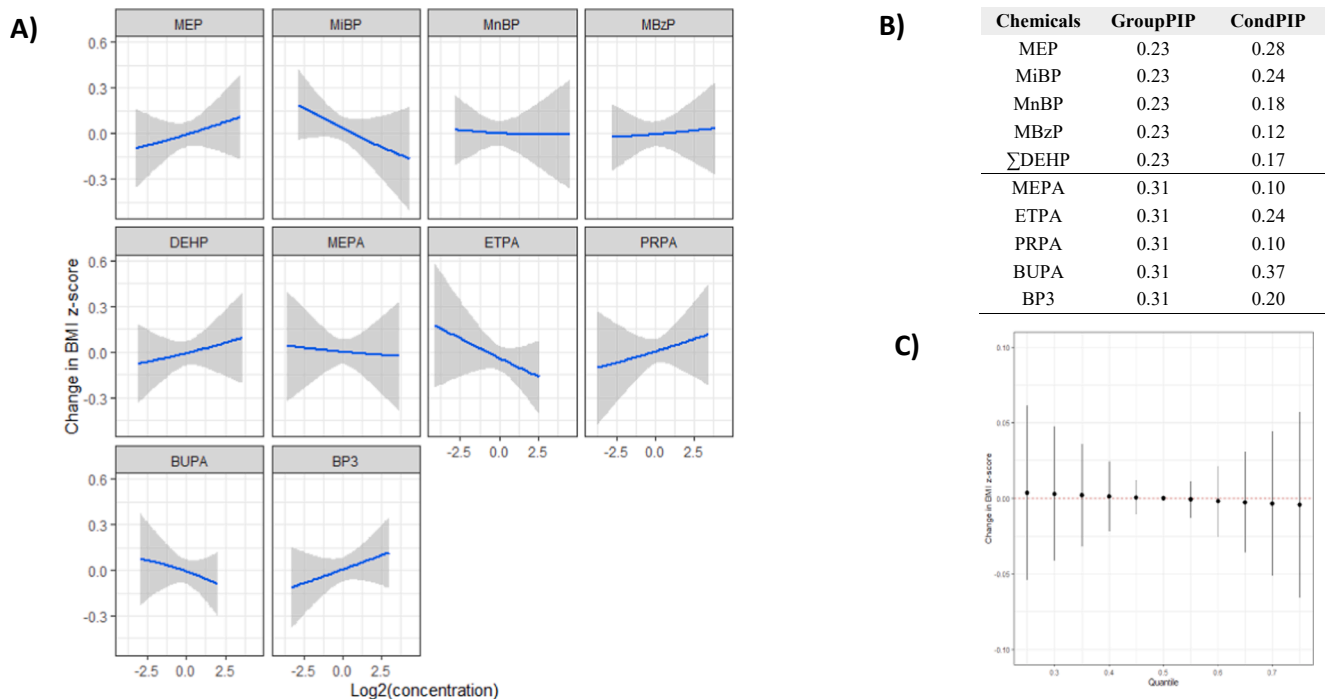 A)
MEP MiBP MnBP MBzP
0.6
0.3
0.0
-0.3
DEHP MEPA ETPA PRPA
0.6
0.3
0.0
-0.3
-2.5 0.0 2.5 -2.5 0.0 2.5
BUPA BP3
0.6
0.3
0.0
-0.3
-2.5 0.0 2.5 -2.5 0.0 2.5
Change in BMI z-score
Log2(concentration)
B)
Chemicals GroupPIP CondPIP
MEP 0.23 0.28
MiBP 0.23 0.24
MnBP 0.23 0.18
MBzP 0.23 0.12
∑DEHP 0.23 0.17
MEPA 0.31 0.10
ETPA 0.31 0.24
PRPA 0.31 0.10
BUPA 0.31 0.37
BP3 0.31 0.20
C)
0.10
0.05
0.00
-0.05
-0.10
Change in BMI z-score
0.3 0.4 0.5 0.6 0.7
Quantile